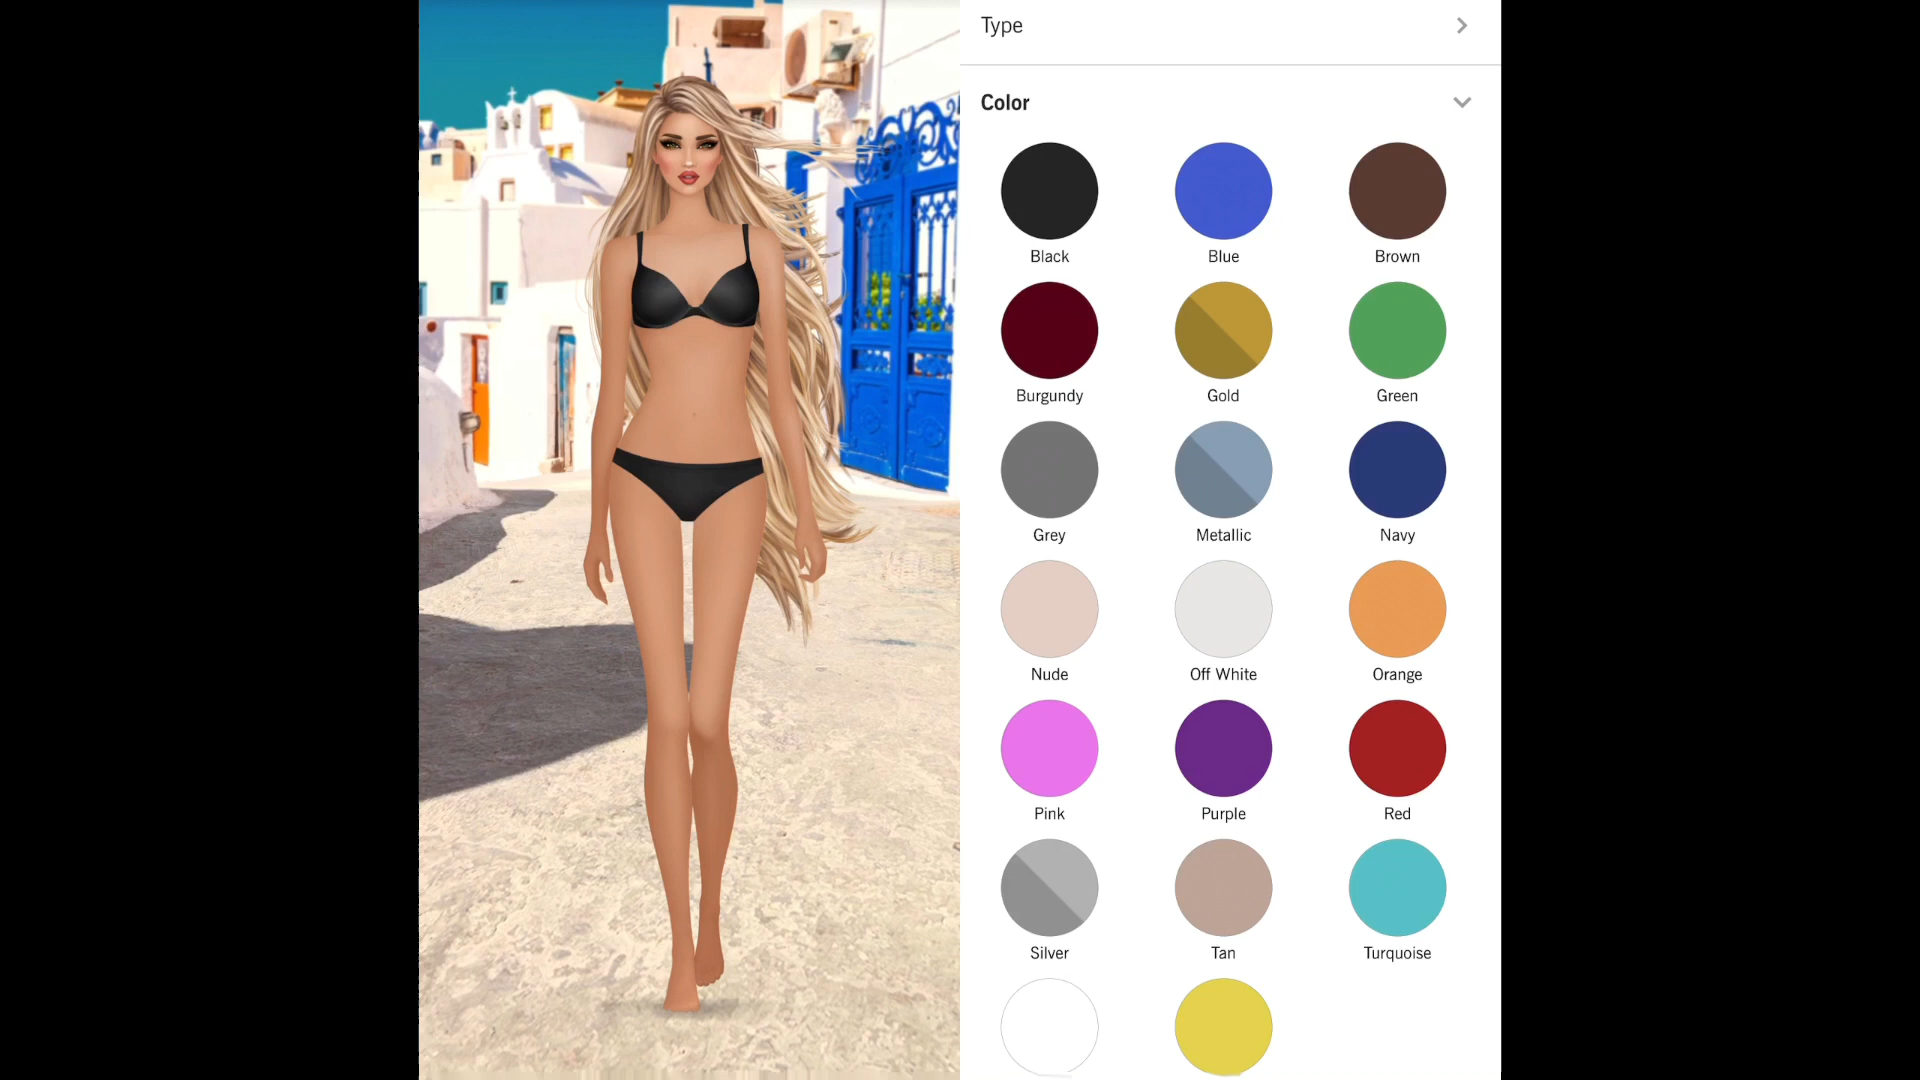 Type
Color
Black
Blue
Brown
Burgundy
Gold
Green
Grey
Metallic
Navy
Nude
Off White
Orange
Pink
Purple
Red
Silver
Tan
Turquoise